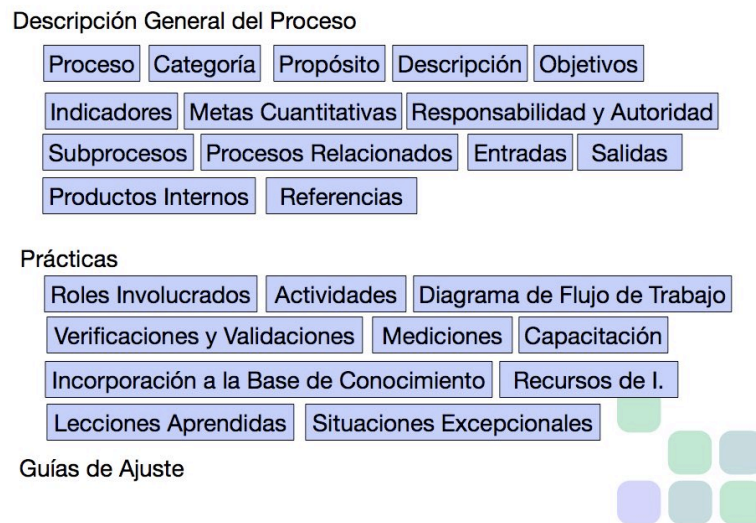 Descripción General del Proceso
Proceso Categoría Propósito Descripción Objetivos
Indicadores Metas Cuantitativas Responsabilidad y Autoridad
Subprocesos Procesos Relacionados Entradas Salidas
Productos Internos Referencias
Prácticas
Roles Involucrados Actividades Diagrama de Flujo de Trabajo
Verificaciones y Validaciones Mediciones Capacitación
Incorporación a la Base de Conocimiento Recursos de I.
Lecciones Aprendidas Situaciones Excepcionales
Guías de Ajuste